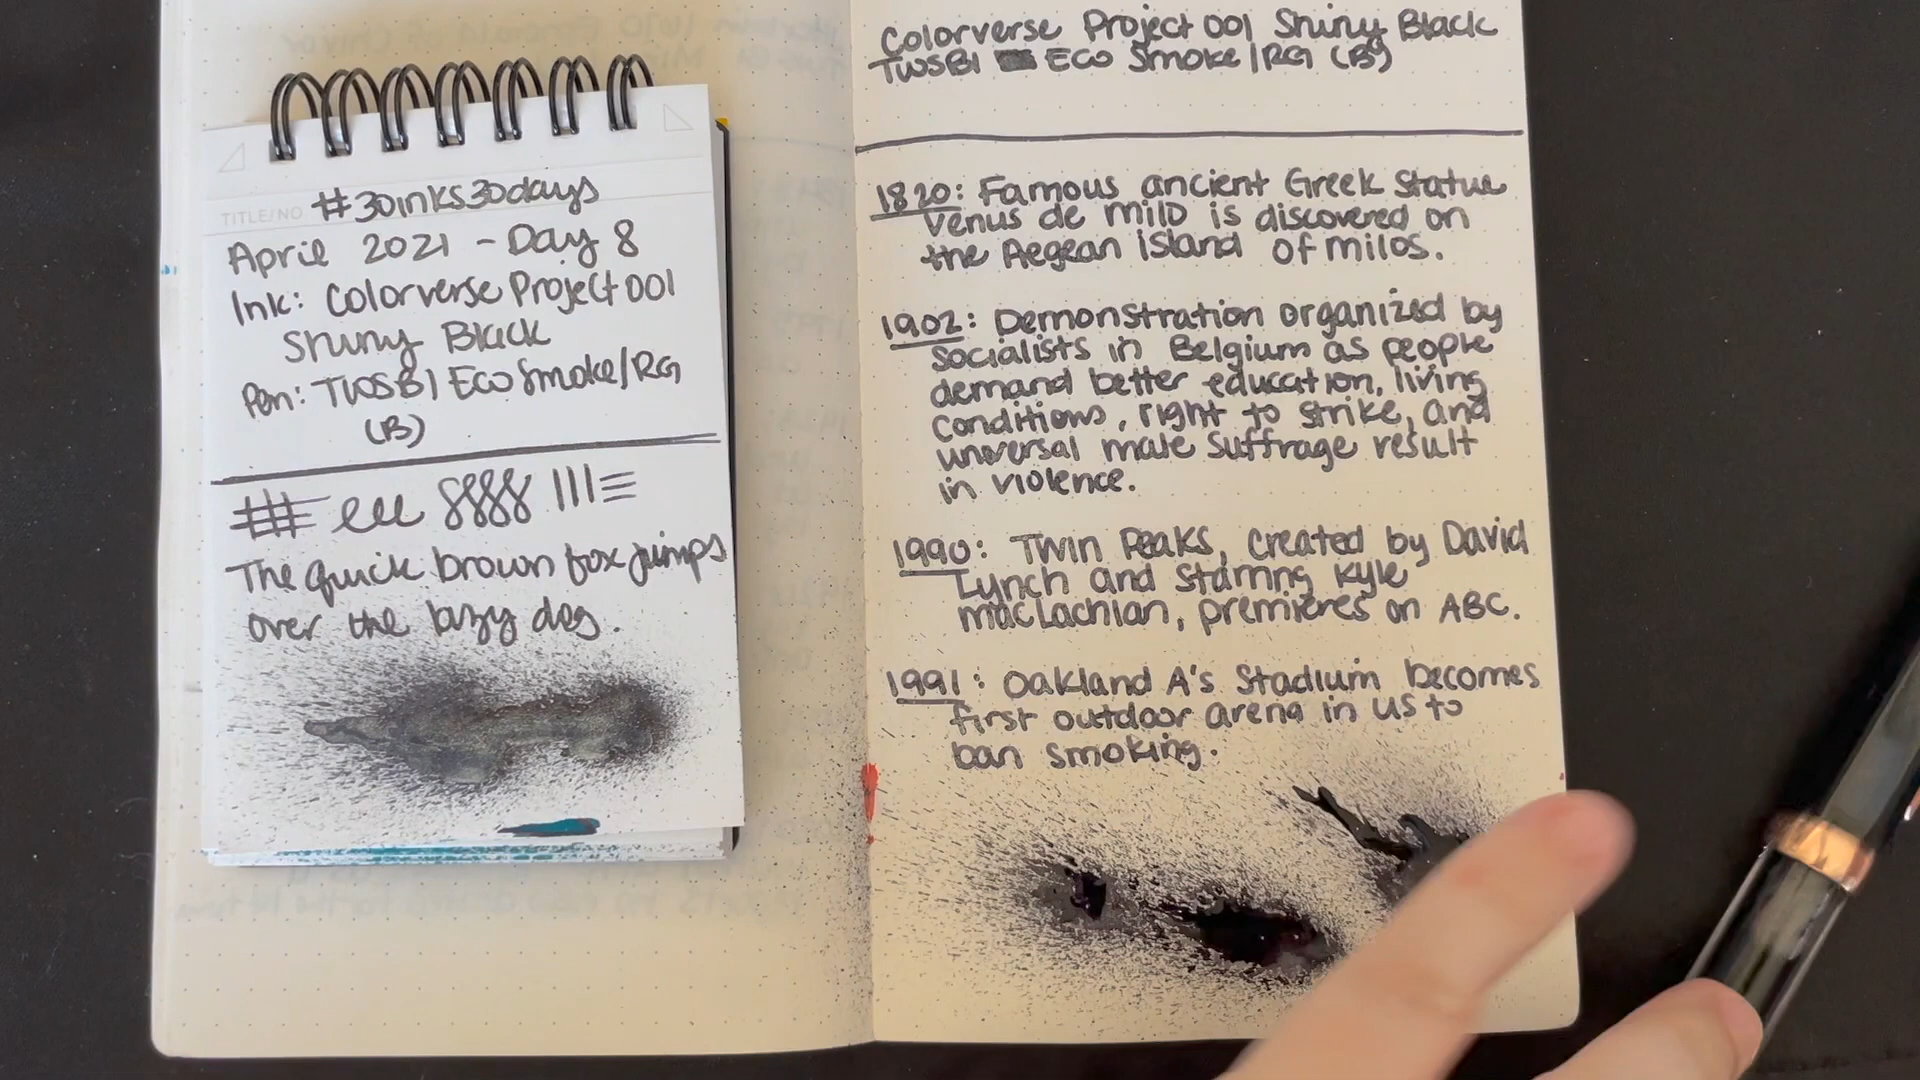 TITLE/NO #30inks30days
April 2021 - Day 8
Ink: Colorverse Project 001
Shiny Black
Pen: TWSBI Eco Smoke/RG
(B)
The quick brown fox jumps
over the lazy dog.
Colorverse Project 001 Shiny Black
TWSBI Eco Smoke/RG (B)
1820: Famous ancient Greek Statue
Venus de Milo is discovered on
the Aegean island of milos.
1902: Demonstration organized by
Socialists in Belgium as people
demand better education, living
conditions, right to strike, and
universal male suffrage result
in violence.
1990: Twin Peaks, created by David
Lynch and starring Kyle
MacLachlan, premieres on ABC.
1991: Oakland A's Stadium becomes
first outdoor arena in US to
ban smoking.